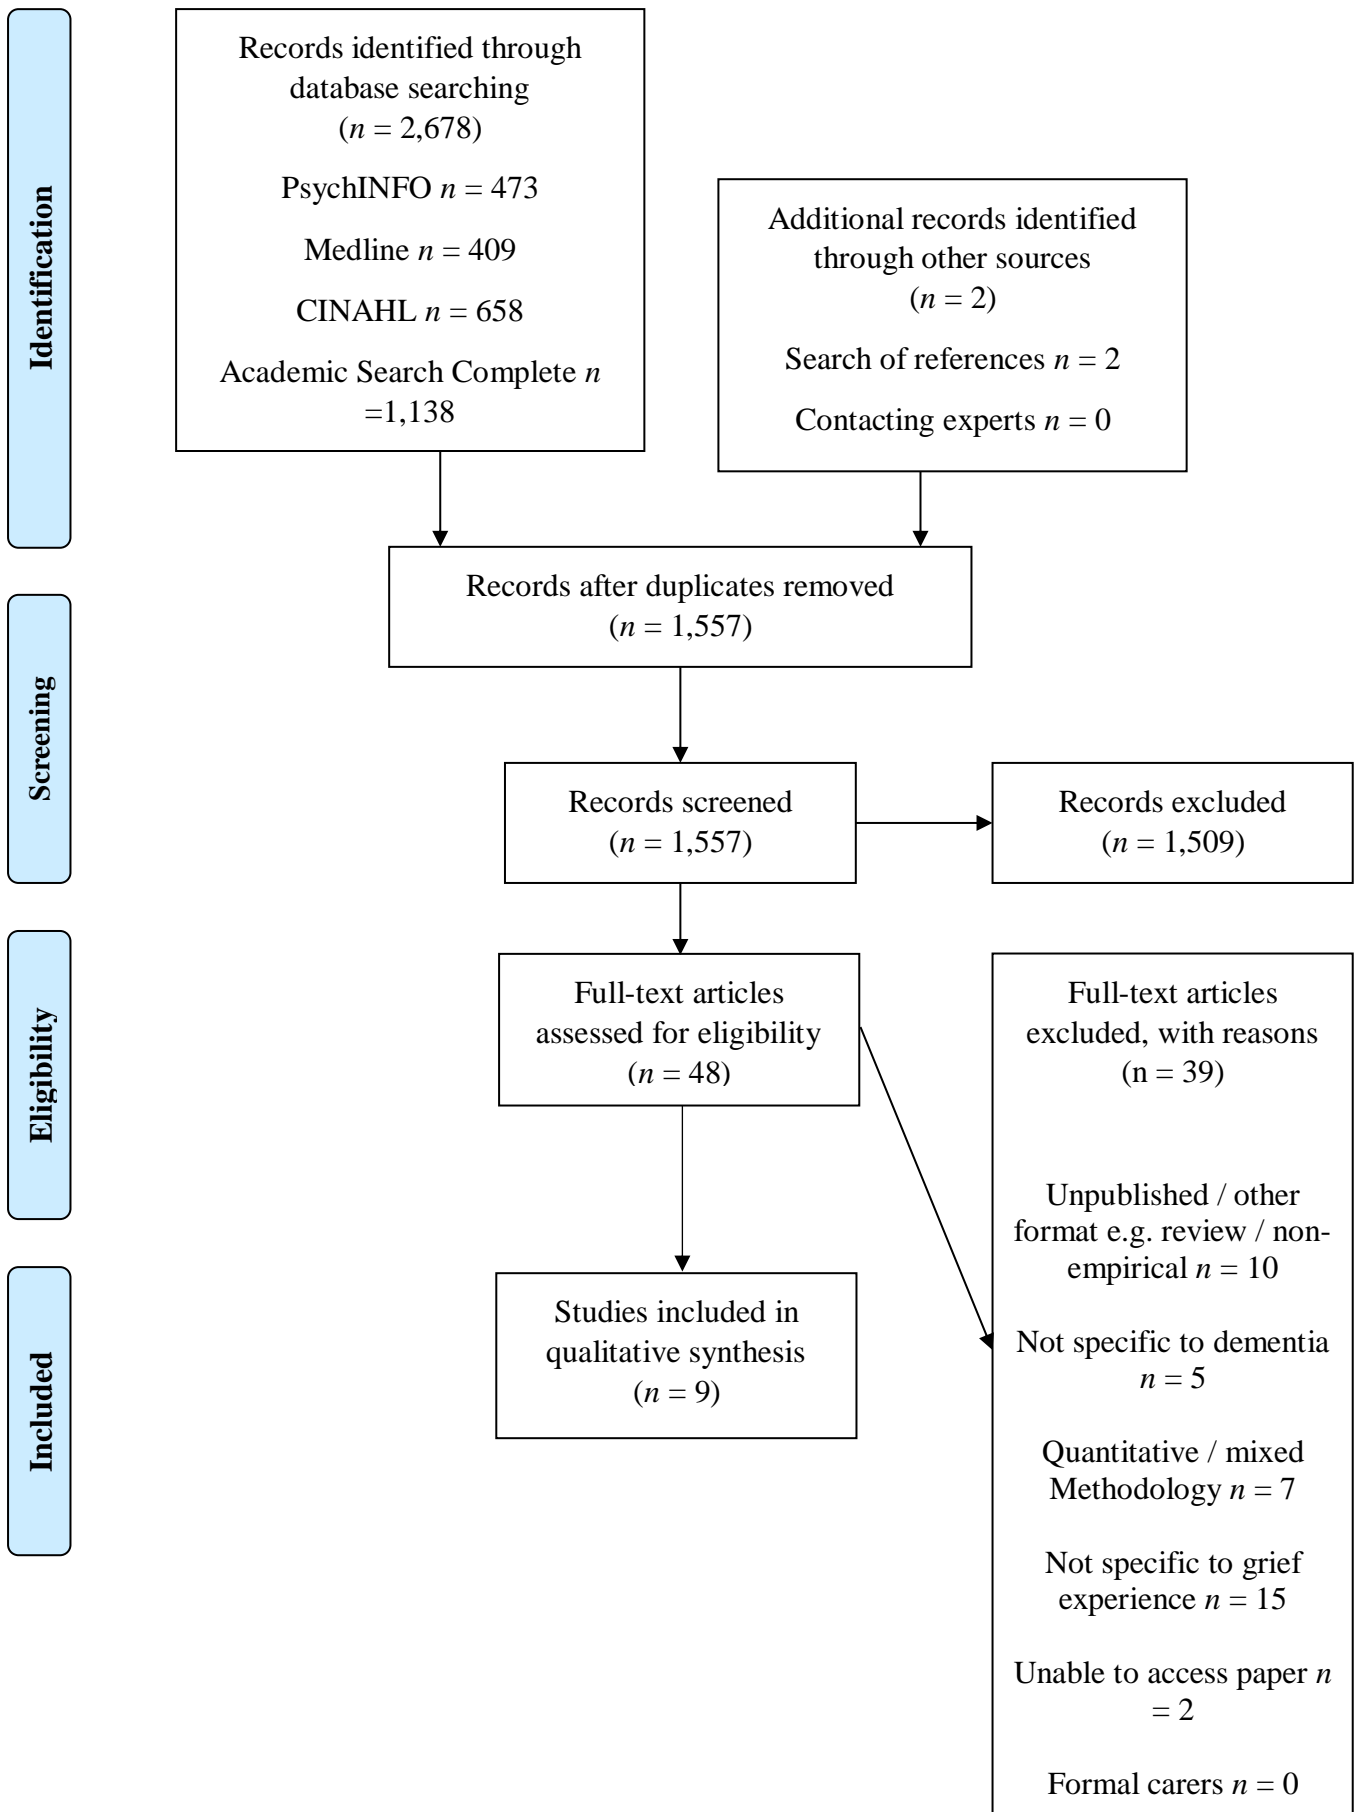 Identification
Records identified through
database searching
(n = 2,678)
PsychINFO n = 473
Medline n = 409
CINAHL n = 658
Academic Search Complete n
=1,138
Additional records identified
through other sources
(n = 2)
Search of references n = 2
Contacting experts n = 0
Screening
Records after duplicates removed
(n = 1,557)
Records screened
(n = 1,557)
Records excluded
(n = 1,509)
Eligibility
Full-text articles
assessed for eligibility
(n = 48)
Full-text articles
excluded, with reasons
(n = 39)
Unpublished / other
format e.g. review / non-
empirical n = 10
Not specific to dementia
n = 5
Quantitative / mixed
Methodology n = 7
Not specific to grief
experience n = 15
Unable to access paper n
= 2
Formal carers n = 0
Included
Studies included in
qualitative synthesis
(n = 9)